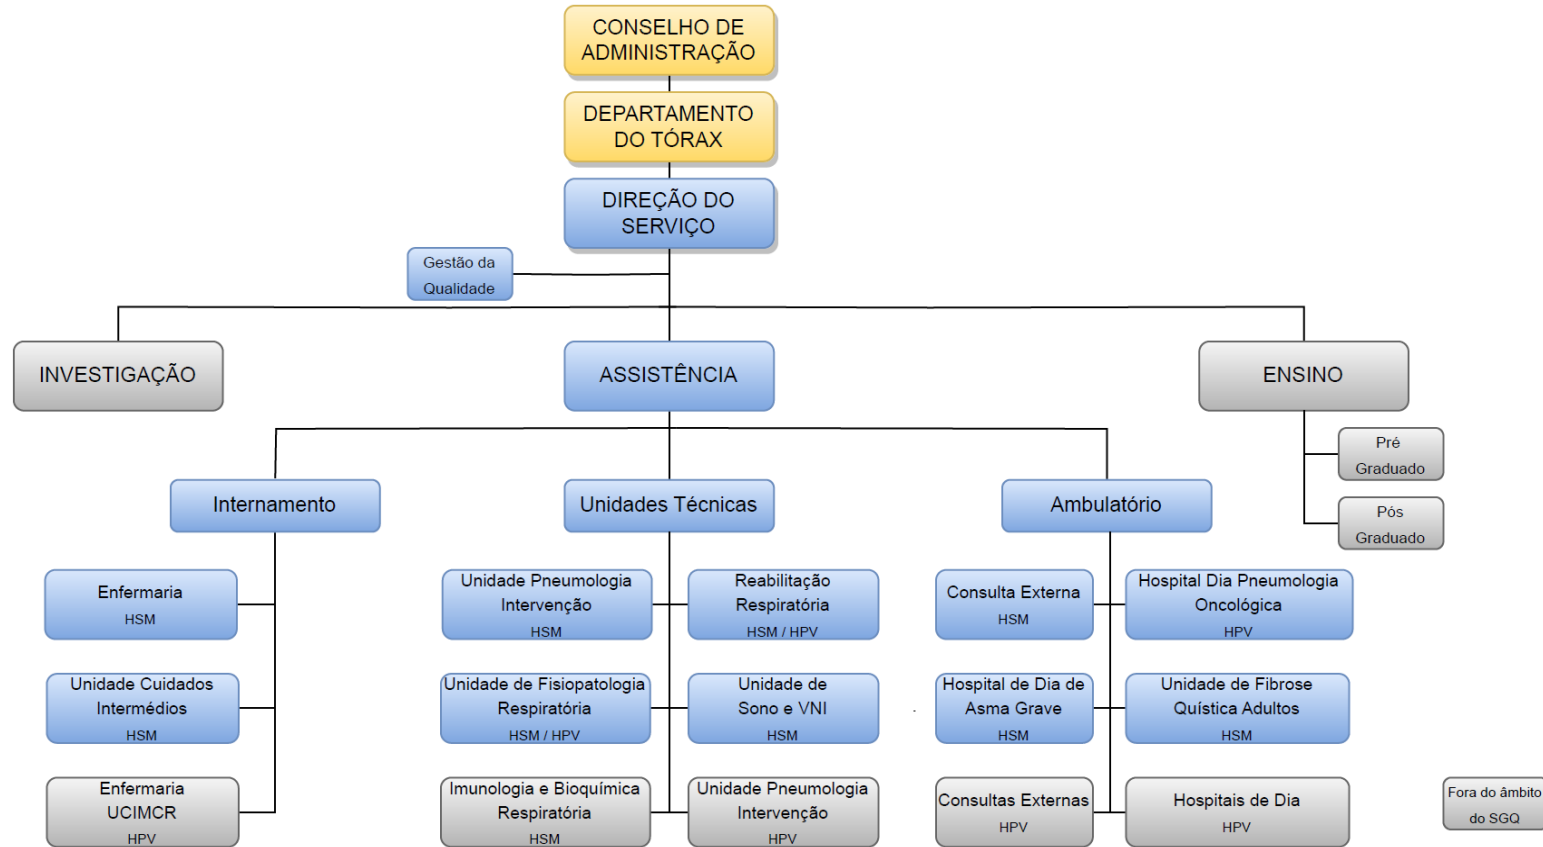 CONSELHO DE
ADMINISTRAÇÃO
DEPARTAMENTO
DO TÓRAX
DIREÇÃO DO
SERVIÇO
Gestão da
Qualidade
INVESTIGAÇÃO
ASSISTÊNCIA
ENSINO
Pré
Graduado
Pós
Graduado
Internamento
Unidades Técnicas
Ambulatório
Enfermaria
HSM
Unidade Cuidados
Intermédios
HSM
Enfermaria
UCIMCR
HPV
Unidade Pneumologia
Intervenção
HSM
Reabilitação
Respiratória
HSM / HPV
Unidade de Fisiopatologia
Respiratória
HSM / HPV
Unidade de
Sono e VNI
HSM
Imunologia e Bioquímica
Respiratória
HSM
Unidade Pneumologia
Intervenção
HPV
Consulta Externa
HSM
Hospital Dia Pneumologia
Oncológica
HPV
Hospital de Dia de
Asma Grave
HSM
Unidade de Fibrose
Quística Adultos
HSM
Consultas Externas
HPV
Hospitais de Dia
HPV
Fora do âmbito
do SGQ